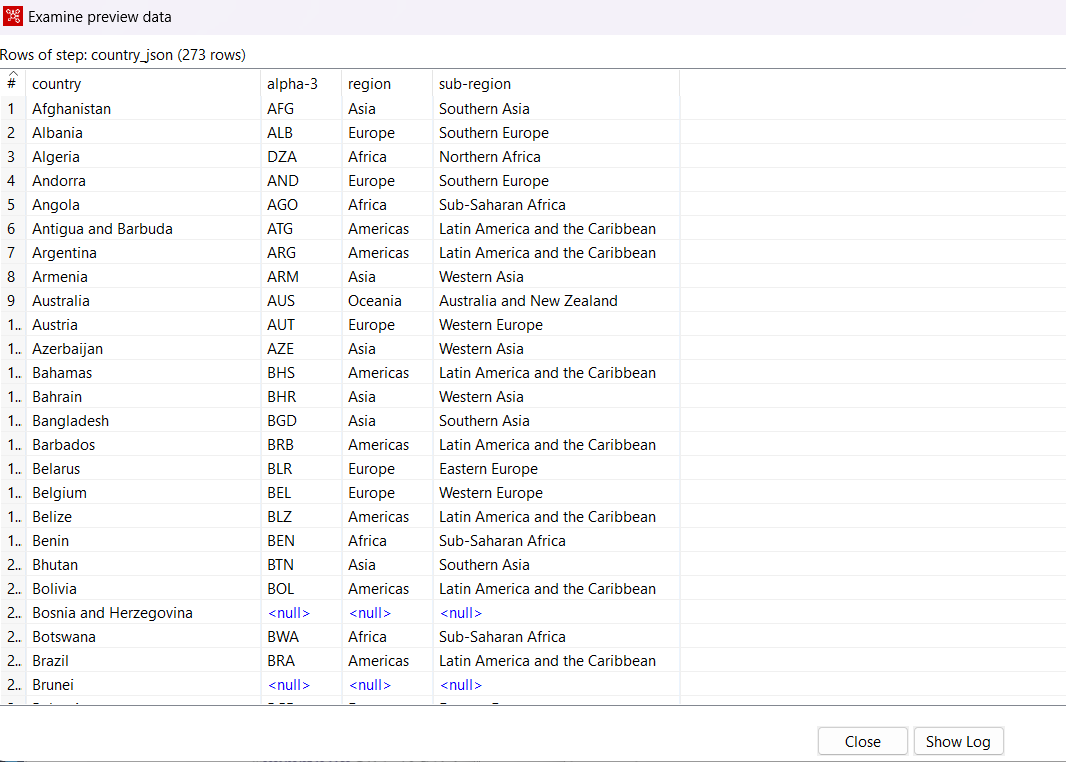 Examine preview data
Rows of step: country_json (273 rows)
# country alpha-3 region sub-region
1 Afghanistan AFG Asia Southern Asia
2 Albania ALB Europe Southern Europe
3 Algeria DZA Africa Northern Africa
4 Andorra AND Europe Southern Europe
5 Angola AGO Africa Sub-Saharan Africa
6 Antigua and Barbuda ATG Americas Latin America and the Caribbean
7 Argentina ARG Americas Latin America and the Caribbean
8 Armenia ARM Asia Western Asia
9 Australia AUS Oceania Australia and New Zealand
1.. Austria AUT Europe Western Europe
1.. Azerbaijan AZE Asia Western Asia
1.. Bahamas BHS Americas Latin America and the Caribbean
1.. Bahrain BHR Asia Western Asia
1.. Bangladesh BGD Asia Southern Asia
1.. Barbados BRB Americas Latin America and the Caribbean
1.. Belarus BLR Europe Eastern Europe
1.. Belgium BEL Europe Western Europe
1.. Belize BLZ Americas Latin America and the Caribbean
1.. Benin BEN Africa Sub-Saharan Africa
2.. Bhutan BTN Asia Southern Asia
2.. Bolivia BOL Americas Latin America and the Caribbean
2.. Bosnia and Herzegovina <null> <null> <null>
2.. Botswana BWA Africa Sub-Saharan Africa
2.. Brazil BRA Americas Latin America and the Caribbean
2.. Brunei <null> <null> <null>
Close Show Log